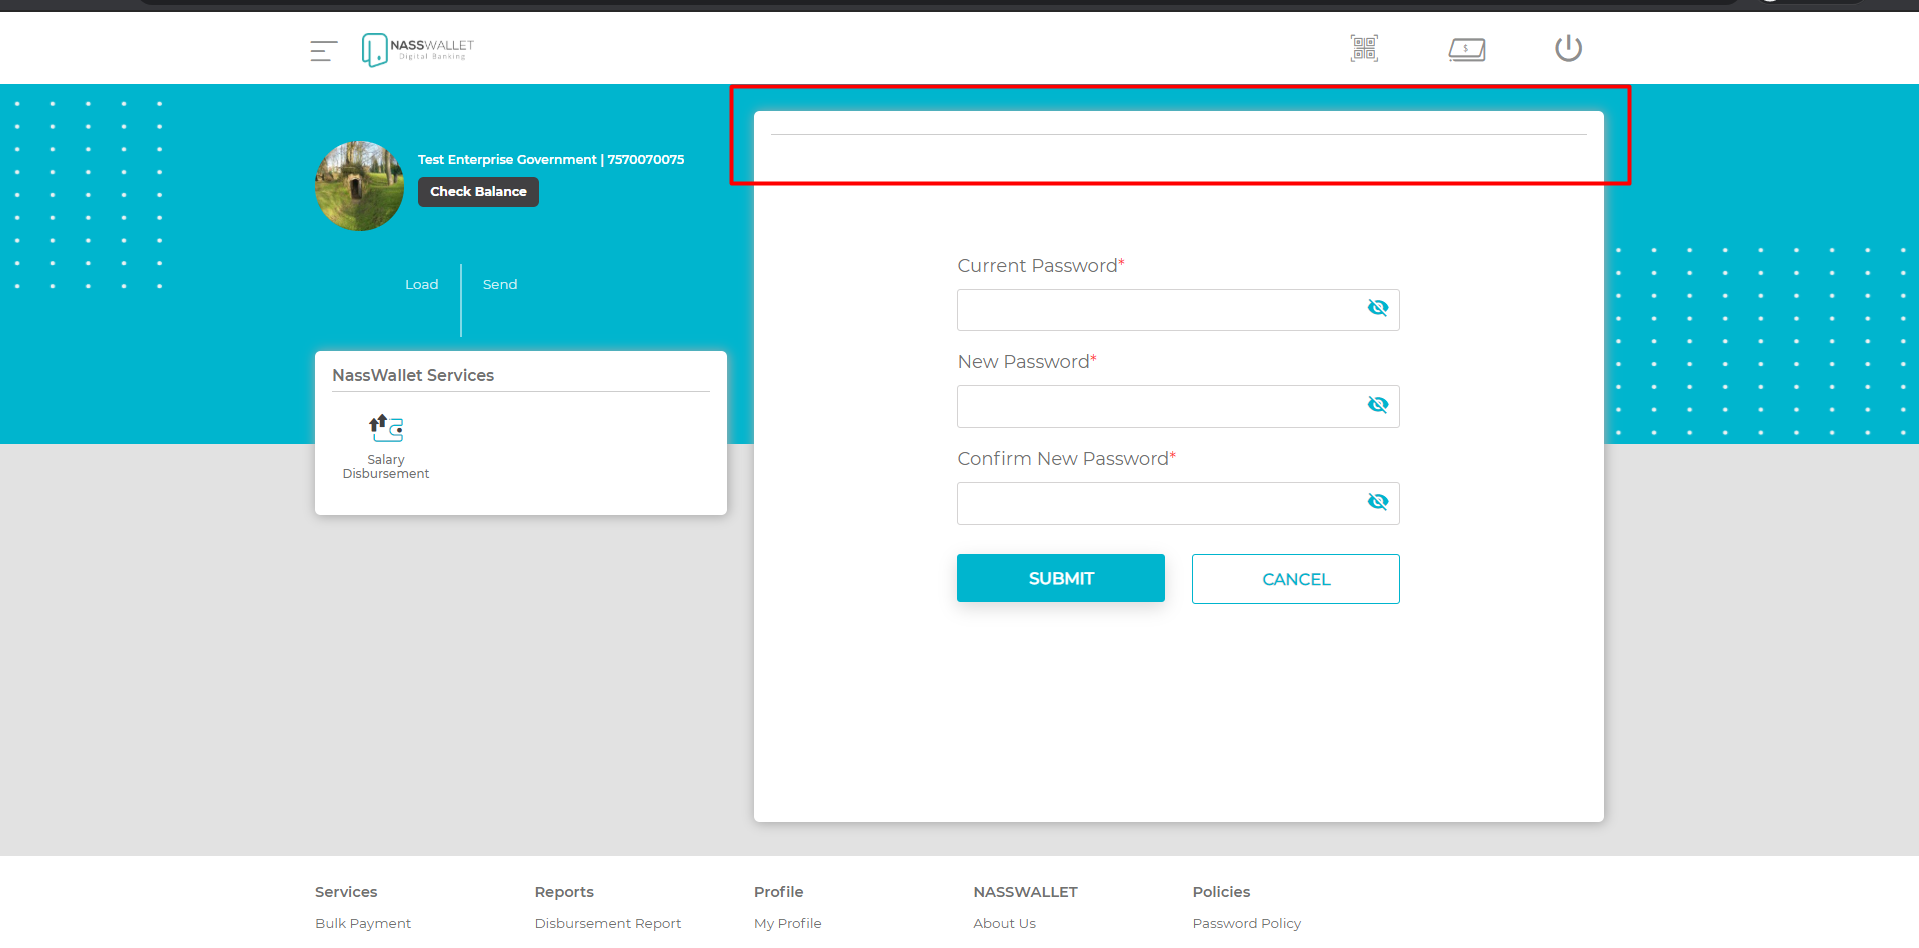 NASSWALLET
Digital Banking
$
Test Enterprise Government | 7570070075
Check Balance
Load
Send
NassWallet Services
Salary
Disbursement
Current Password*
New Password*
Confirm New Password*
SUBMIT
CANCEL
Services
Bulk Payment
Reports
Disbursement Report
Profile
My Profile
NASSWALLET
About Us
Policies
Password Policy